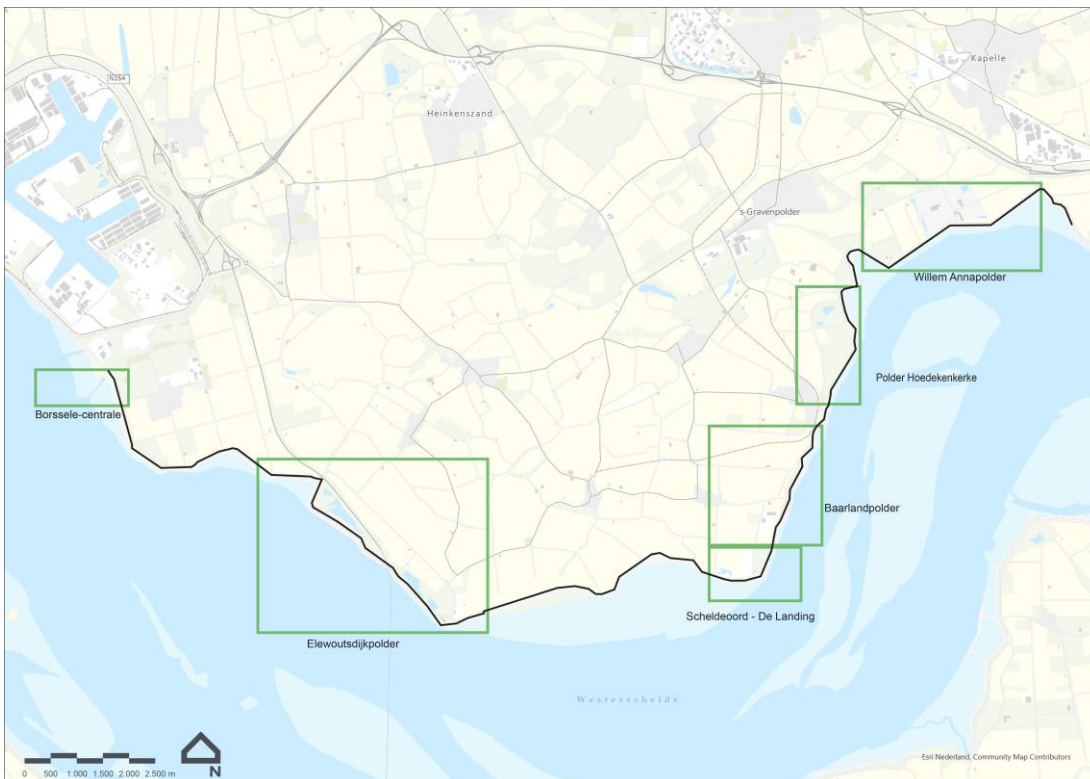 N254
Kapelle
Heinkenszand
's-Gravenpolder
Willem Annapolder
Polder Hoedekenkerke
Borssele-centrale
Baarlandpolder
Scheldeoord - De Landing
Elewoutsdijkpolder
Westerschelde
0 500 1.000 1.500 2.000 2.500 m
N
Esri Nederland, Community Map Contributors